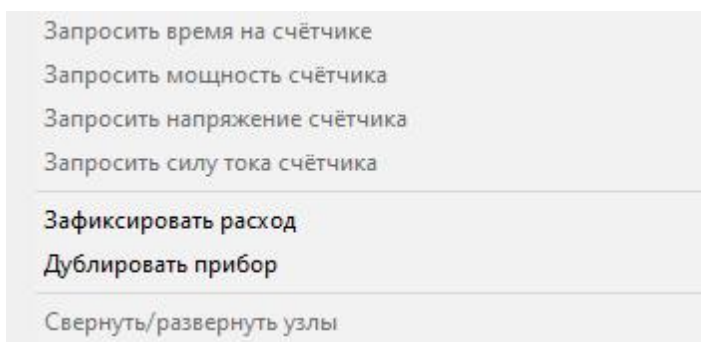 Запросить время на счётчике
Запросить мощность счётчика
Запросить напряжение счётчика
Запросить силу тока счётчика
Зафиксировать расход
Дублировать прибор
Свернуть/развернуть узлы